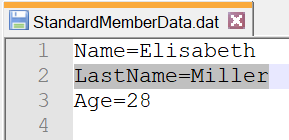 StandardMemberData.dat
1 Name=Elisabeth
2 LastName=Miller
3 Age=28
4